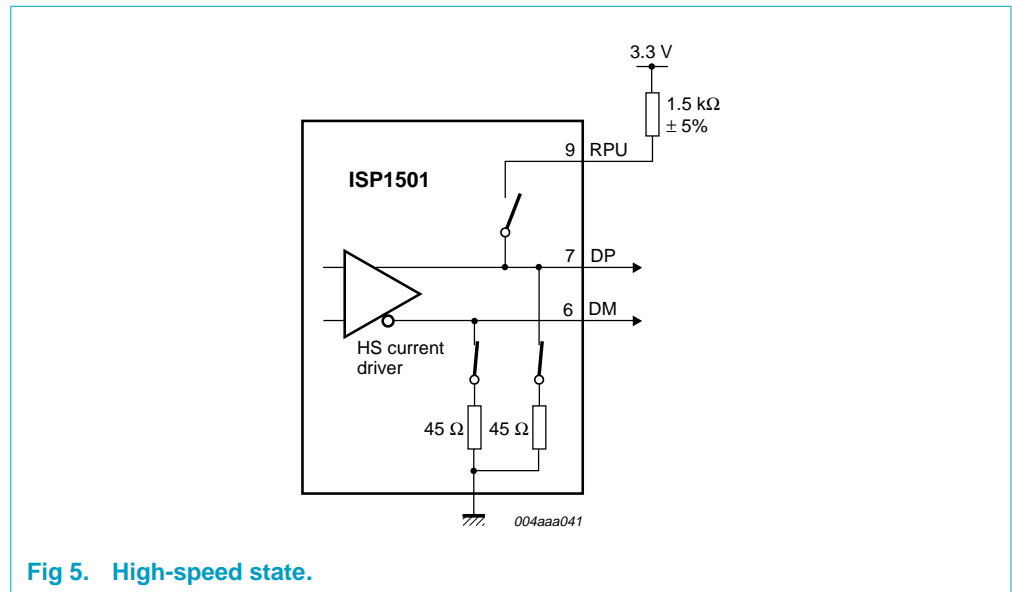 3.3 V
1.5 kΩ
± 5%
9 RPU
ISP1501
7 DP
6 DM
HS current
driver
45 Ω 45 Ω
004aaa041
Fig 5. High-speed state.